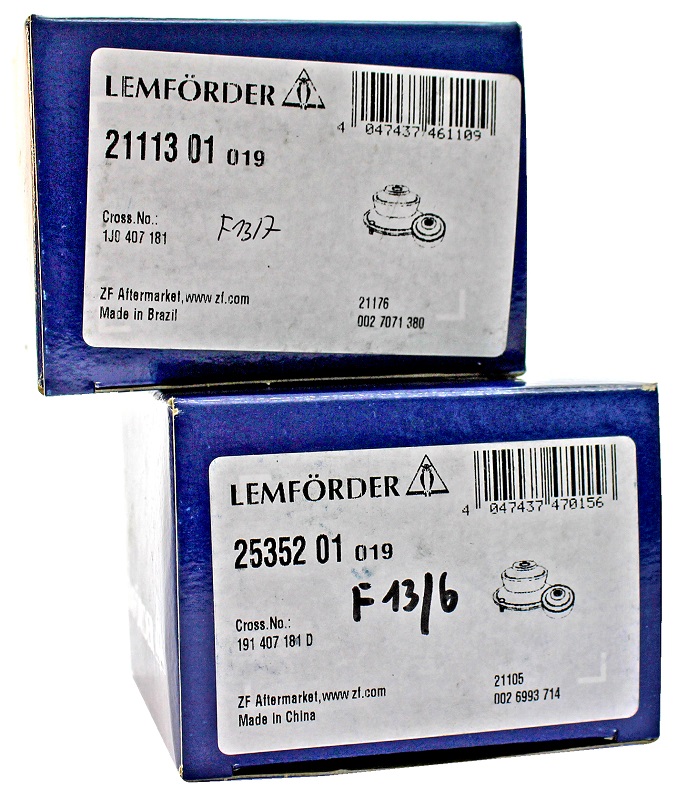 LEMFÖRDER
4 047437 461109
21113 01 019
Cross.No.:
1J0 407 181
F13/7
ZF Aftermarket,www zf.com
Made in Brazil
21176
002 7071 380
LEMFÖRDER
4 047437 470156
25352 01 019
F 13/6
Cross.No.:
191 407 181 D
ZF Aftermarket,www zf.com
Made in China
21105
002 6993 714